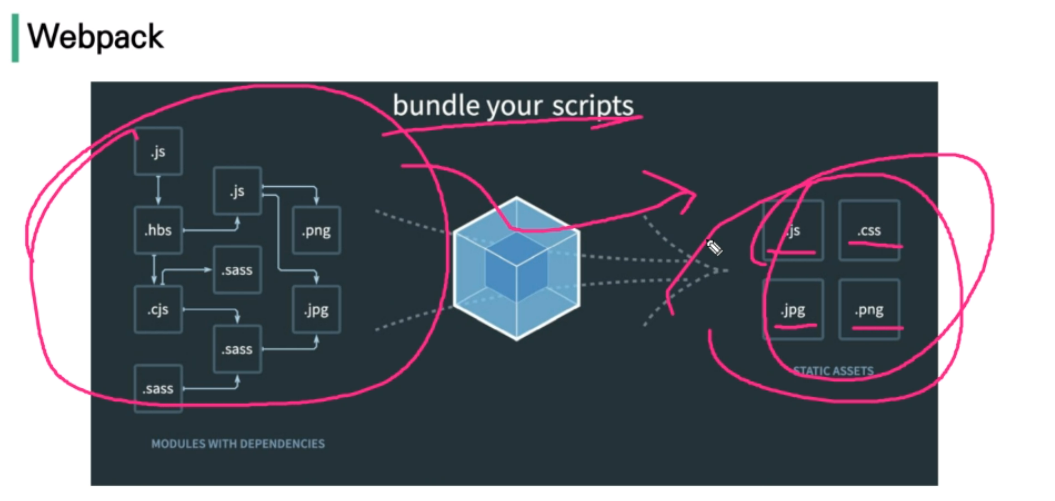 Webpack
bundle your scripts
.js
.js
.hbs
.png
.sass
.cjs
.jpg
.sass
.sass
MODULES WITH DEPENDENCIES
.js
.css
.jpg
.png
STATIC ASSETS